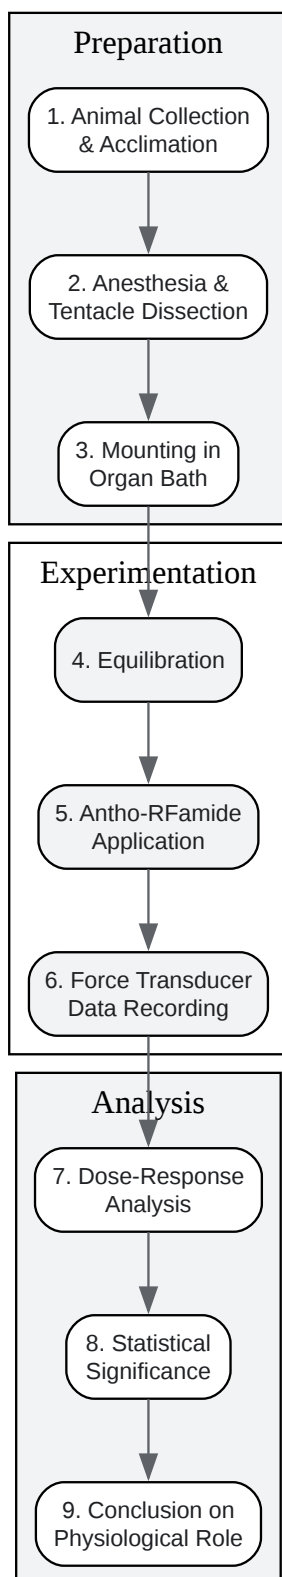 Preparation
1. Animal Collection
& Acclimation
2. Anesthesia &
Tentacle Dissection
3. Mounting in
Organ Bath
Experimentation
4. Equilibration
5. Antho-RFamide
Application
6. Force Transducer
Data Recording
Analysis
7. Dose-Response
Analysis
8. Statistical
Significance
9. Conclusion on
Physiological Role